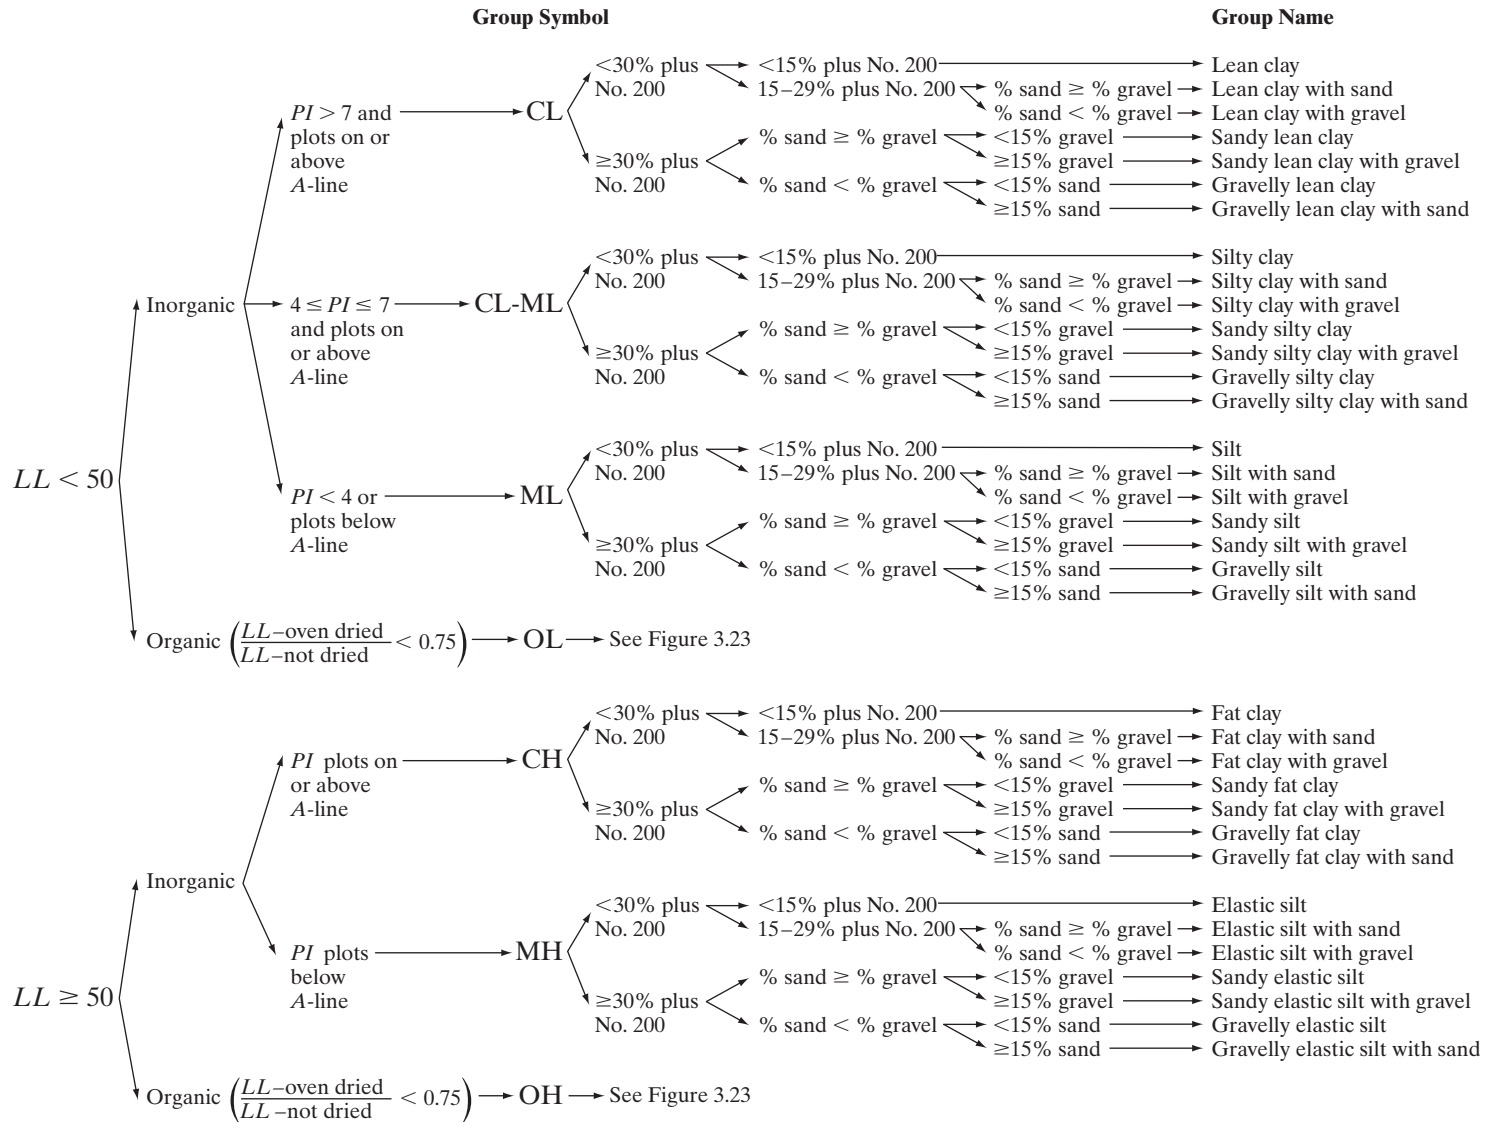 Group Symbol Group Name
<30% plus <15% plus No. 200 Lean clay
No. 200 15–29% plus No. 200 % sand ≥ % gravel Lean clay with sand
PI > 7 and CL % sand < % gravel Lean clay with gravel
plots on or % sand ≥ % gravel <15% gravel Sandy lean clay
above ≥30% plus ≥15% gravel Sandy lean clay with gravel
A-line No. 200 % sand < % gravel <15% sand Gravelly lean clay
≥15% sand Gravelly lean clay with sand
<30% plus <15% plus No. 200 Silty clay
No. 200 15–29% plus No. 200 % sand ≥ % gravel Silty clay with sand
Inorganic 4 ≤ PI ≤ 7 CL-ML % sand < % gravel Silty clay with gravel
and plots on % sand ≥ % gravel <15% gravel Sandy silty clay
or above ≥30% plus ≥15% gravel Sandy silty clay with gravel
A-line No. 200 % sand < % gravel <15% sand Gravelly silty clay
≥15% sand Gravelly silty clay with sand
<30% plus <15% plus No. 200 Silt
LL < 50 No. 200 15–29% plus No. 200 % sand ≥ % gravel Silt with sand
PI < 4 or ML % sand < % gravel Silt with gravel
plots below % sand ≥ % gravel <15% gravel Sandy silt
A-line ≥30% plus ≥15% gravel Sandy silt with gravel
No. 200 % sand < % gravel <15% sand Gravelly silt
≥15% sand Gravelly silt with sand
Organic (LL–oven dried / LL–not dried < 0.75) OL See Figure 3.23
<30% plus <15% plus No. 200 Fat clay
No. 200 15–29% plus No. 200 % sand ≥ % gravel Fat clay with sand
PI plots on CH % sand < % gravel Fat clay with gravel
or above % sand ≥ % gravel <15% gravel Sandy fat clay
A-line ≥30% plus ≥15% gravel Sandy fat clay with gravel
No. 200 % sand < % gravel <15% sand Gravelly fat clay
≥15% sand Gravelly fat clay with sand
Inorganic
<30% plus <15% plus No. 200 Elastic silt
No. 200 15–29% plus No. 200 % sand ≥ % gravel Elastic silt with sand
PI plots MH % sand < % gravel Elastic silt with gravel
below % sand ≥ % gravel <15% gravel Sandy elastic silt
LL ≥ 50 A-line ≥30% plus ≥15% gravel Sandy elastic silt with gravel
No. 200 % sand < % gravel <15% sand Gravelly elastic silt
≥15% sand Gravelly elastic silt with sand
Organic (LL–oven dried / LL–not dried < 0.75) OH See Figure 3.23